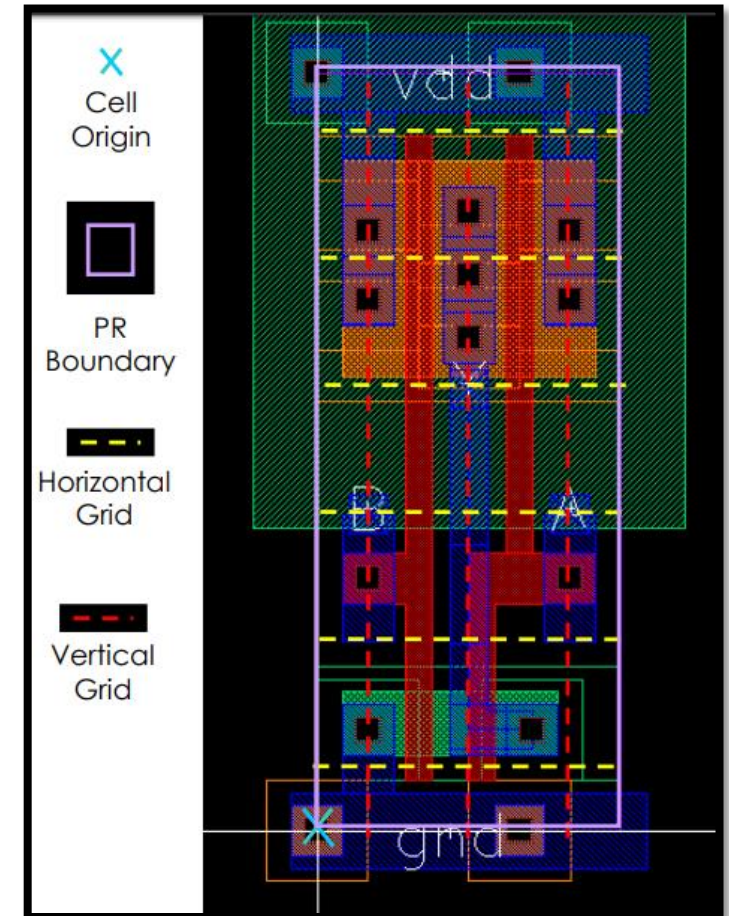 Cell
Origin
PR
Boundary
Horizontal
Grid
Vertical
Grid
vdd
Y
B
A
gnd